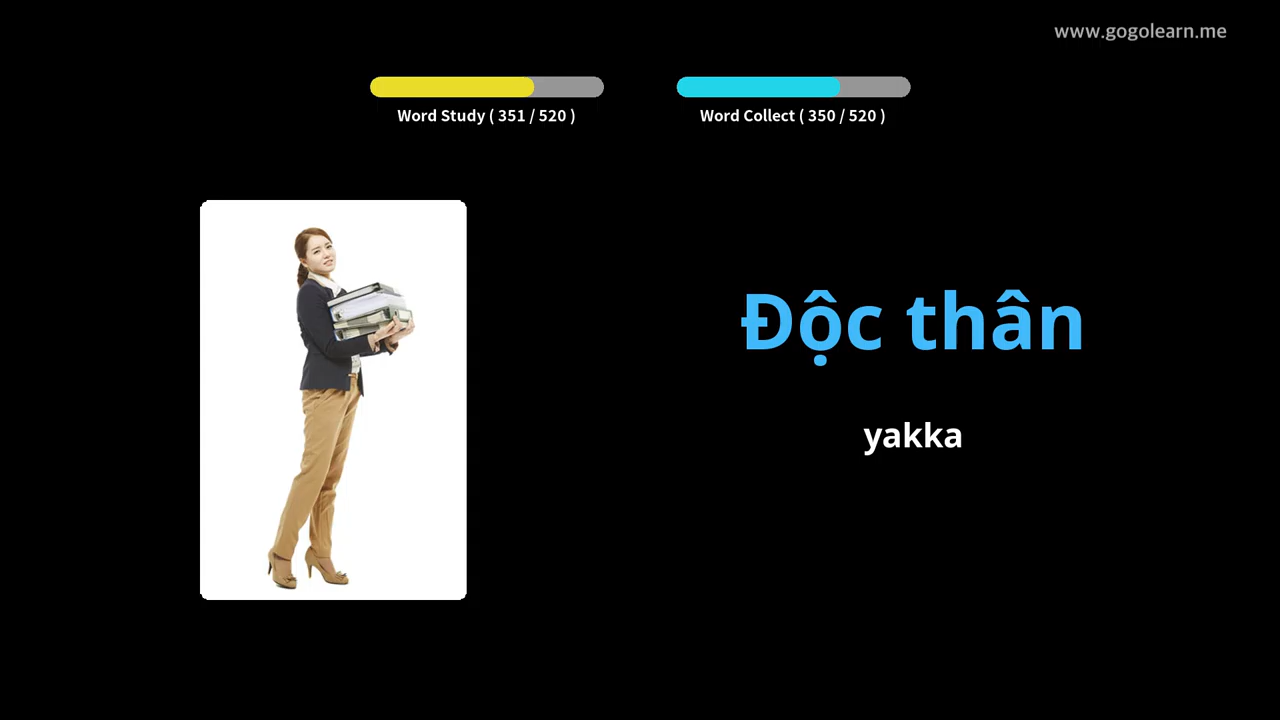 www.gogolearn.me
Word Study ( 351 / 520 )
Word Collect ( 350 / 520 )
Độc thân
yakka